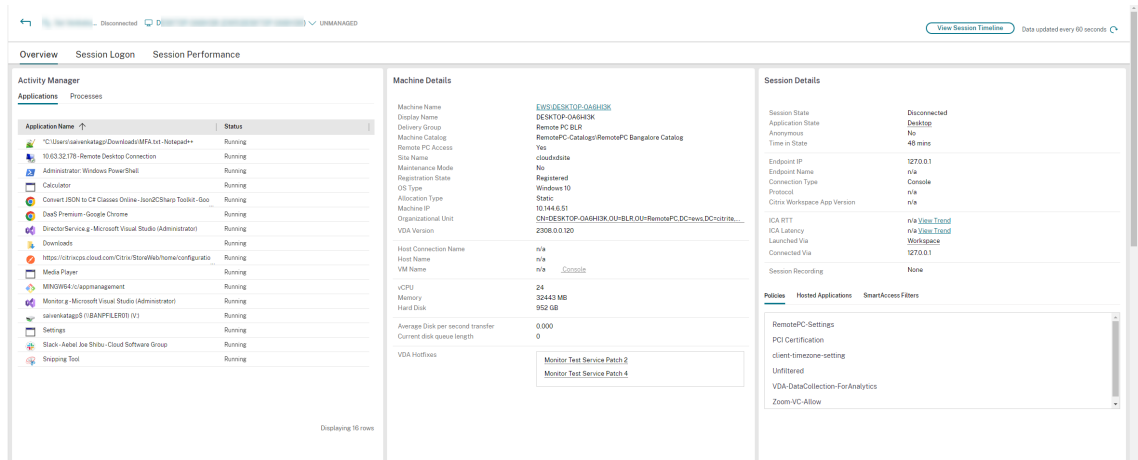 Disconnected D ) UNMANAGED
View Session Timeline Data updated every 60 seconds
Overview Session Logon Session Performance
Activity Manager
Applications Processes
Application Name Status
"C:\Users\saivenkatagp\Downloads\MFA.txt - Notepad++ Running
10.63.32.178 - Remote Desktop Connection Running
Administrator: Windows PowerShell Running
Calculator Running
Convert JSON to C# Classes Online - Json2CSharp Toolkit - Goo Running
DaaS Premium - Google Chrome Running
DirectorService.g - Microsoft Visual Studio (Administrator) Running
Downloads Running
https://citrixcps.cloud.com/Citrix/StoreWeb/home/configuratio Running
Media Player Running
MINGW64:/c/appmanagement Running
Monitor.g - Microsoft Visual Studio (Administrator) Running
saivenkatagp$ (\\BANPFILER01) (V:) Running
Settings Running
Slack - Aebel Joe Shibu - Cloud Software Group Running
Snipping Tool Running
Displaying 16 rows
Machine Details
Machine Name EWS\DESKTOP-OA6HI3K
Display Name DESKTOP-OA6HI3K
Delivery Group Remote PC BLR
Machine Catalog RemotePC-Catalogs\RemotePC Bangalore Catalog
Remote PC Access Yes
Site Name cloudxdsite
Maintenance Mode No
Registration State Registered
OS Type Windows 10
Allocation Type Static
Machine IP 10.144.6.51
Organizational Unit CN=DESKTOP-OA6HI3K,OU=BLR,OU=RemotePC,DC=ews,DC=citrite,...
VDA Version 2308.0.0.120
Host Connection Name n/a
Host Name n/a
VM Name n/a Console
vCPU 24
Memory 32443 MB
Hard Disk 952 GB
Average Disk per second transfer 0.000
Current disk queue length 0
VDA Hotfixes
Monitor Test Service Patch 2
Monitor Test Service Patch 4
Session Details
Session State Disconnected
Application State Desktop
Anonymous No
Time in State 48 mins
Endpoint IP 127.0.0.1
Endpoint Name n/a
Connection Type Console
Protocol n/a
Citrix Workspace App Version n/a
ICA RTT n/a View Trend
ICA Latency n/a View Trend
Launched Via Workspace
Connected Via 127.0.0.1
Session Recording None
Policies Hosted Applications SmartAccess Filters
RemotePC-Settings
PCI Certification
client-timezone-setting
Unfiltered
VDA-DataCollection-ForAnalytics
Zoom-VC-Allow